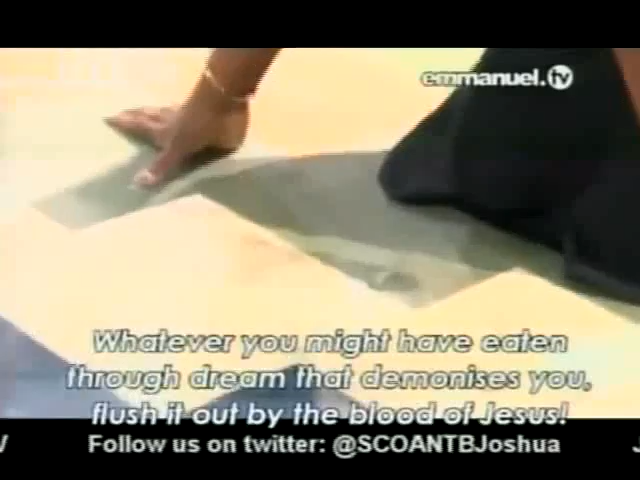 emmanuel.tv
Whatever you might have eaten
through dream that demonises you,
flush it out by the blood of Jesus!
Follow us on twitter: @SCOANTBJoshua